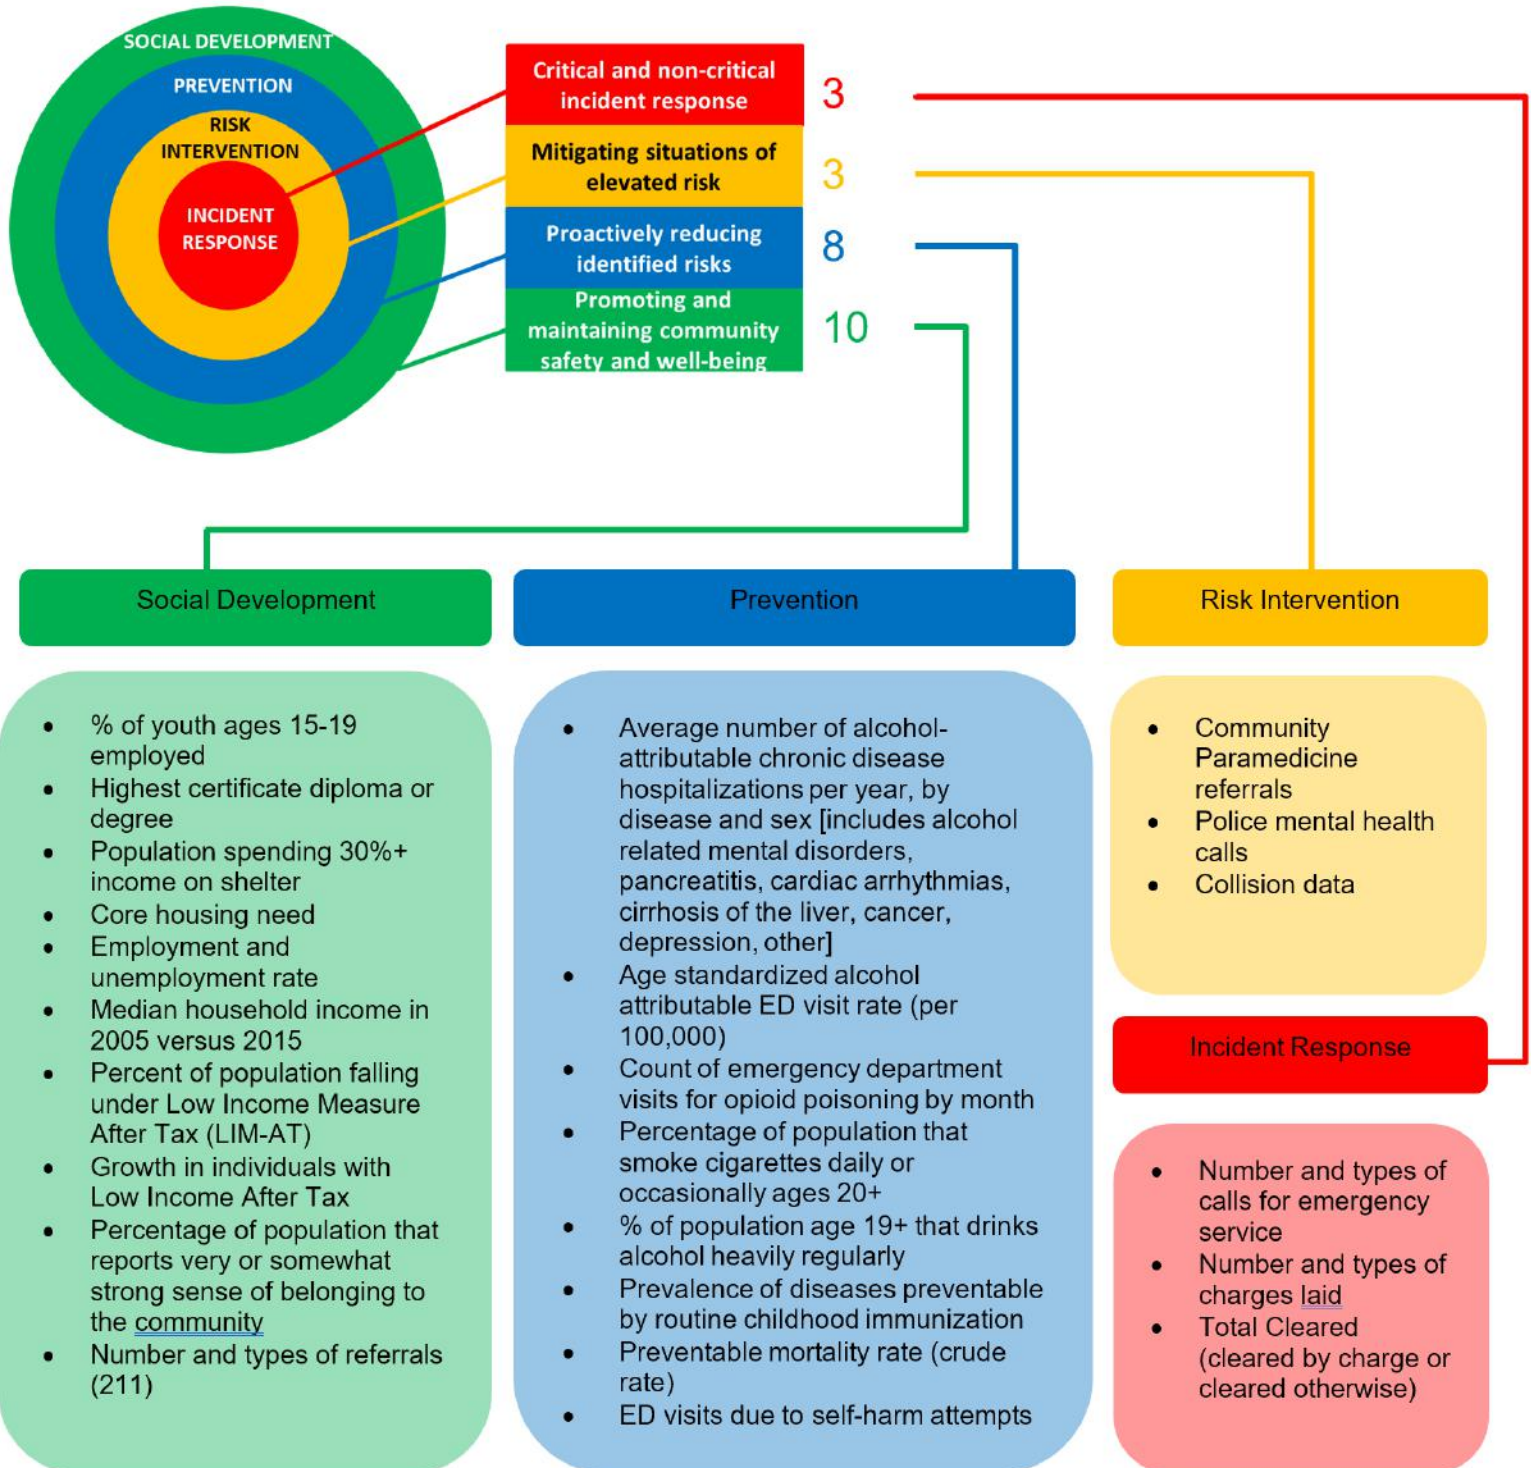 SOCIAL DEVELOPMENT
PREVENTION
RISK
INTERVENTION
INCIDENT
RESPONSE
Critical and non-critical
incident response
3
Mitigating situations of
elevated risk
3
Proactively reducing
identified risks
8
Promoting and
maintaining community
safety and well-being
10
Social Development
• % of youth ages 15-19
employed
• Highest certificate diploma or
degree
• Population spending 30%+
income on shelter
• Core housing need
• Employment and
unemployment rate
• Median household income in
2005 versus 2015
• Percent of population falling
under Low Income Measure
After Tax (LIM-AT)
• Growth in individuals with
Low Income After Tax
• Percentage of population that
reports very or somewhat
strong sense of belonging to
the community
• Number and types of referrals
(211)
Prevention
• Average number of alcohol-
attributable chronic disease
hospitalizations per year, by
disease and sex [includes alcohol
related mental disorders,
pancreatitis, cardiac arrhythmias,
cirrhosis of the liver, cancer,
depression, other]
• Age standardized alcohol
attributable ED visit rate (per
100,000)
• Count of emergency department
visits for opioid poisoning by month
• Percentage of population that
smoke cigarettes daily or
occasionally ages 20+
• % of population age 19+ that drinks
alcohol heavily regularly
• Prevalence of diseases preventable
by routine childhood immunization
• Preventable mortality rate (crude
rate)
• ED visits due to self-harm attempts
Risk Intervention
• Community
Paramedicine
referrals
• Police mental health
calls
• Collision data
Incident Response
• Number and types of
calls for emergency
service
• Number and types of
charges laid
• Total Cleared
(cleared by charge or
cleared otherwise)